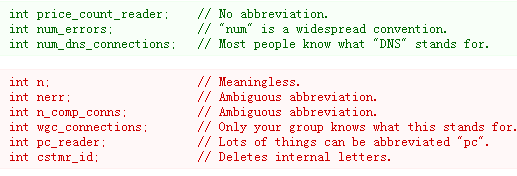 int price_count_reader;    // No abbreviation.
int num_errors;            // "num" is a widespread convention.
int num_dns_connections;   // Most people know what "DNS" stands for.
int n;                     // Meaningless.
int nerr;                  // Ambiguous abbreviation.
int n_comp_conns;          // Ambiguous abbreviation.
int wgc_connections;       // Only your group knows what this stands for.
int pc_reader;             // Lots of things can be abbreviated "pc".
int cstmr_id;              // Deletes internal letters.